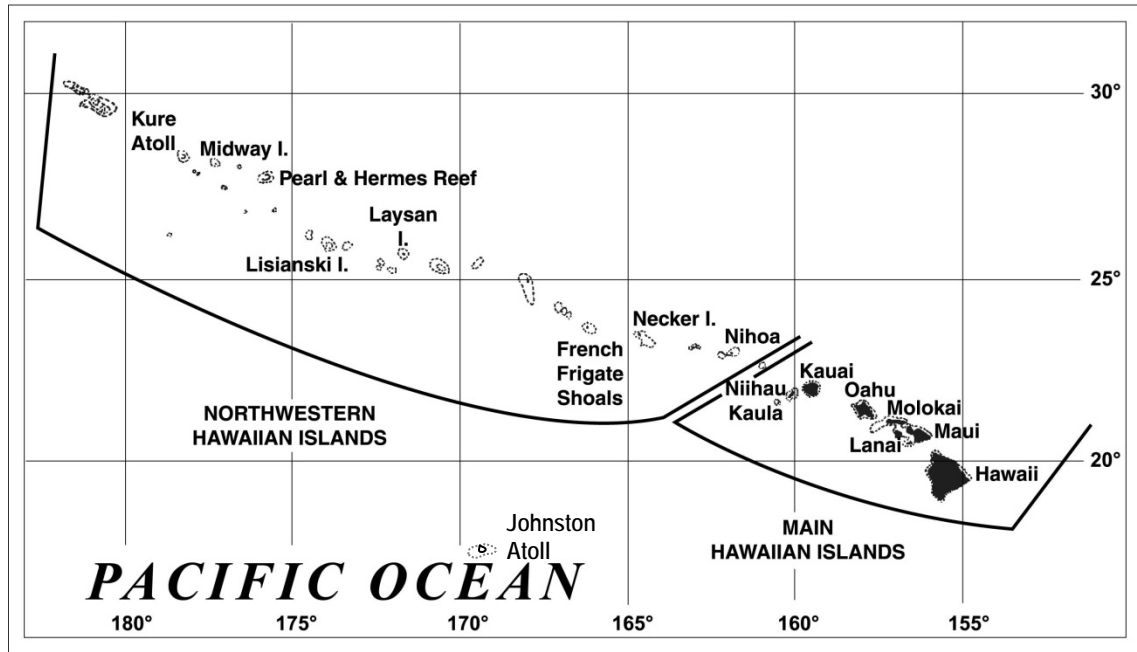 30°
Kure
Atoll
Midway I.
Pearl & Hermes Reef
Laysan
I.
Lisianski I.
25°
Necker I.
Nihoa
French
Frigate
Shoals
Kauai
Niihau
Kaula
Oahu
Molokai
Maui
Lanai
NORTHWESTERN
HAWAIIAN ISLANDS
20°
Hawaii
Johnston
Atoll
MAIN
HAWAIIAN ISLANDS
PACIFIC OCEAN
180°
175°
170°
165°
160°
155°